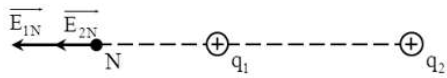 E₁N E₂N
+ +
N q₁ q₂